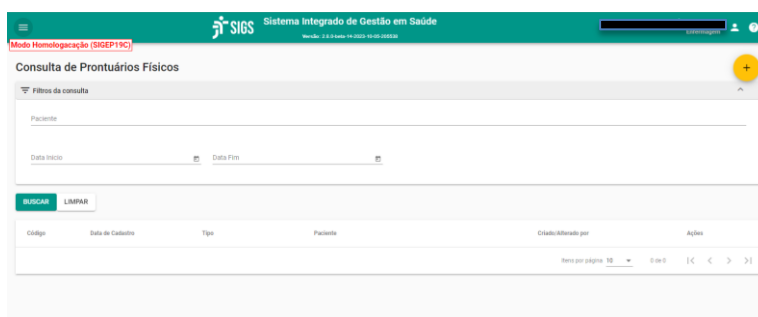 SIGS
Sistema Integrado de Gestão em Saúde
Enfermagem
Modo Homologacação (SIGEP19C)
Consulta de Prontuários Físicos
+
Filtros da consulta
Paciente
Data Início
Data Fim
BUSCAR
LIMPAR
Código Data de Cadastro Tipo Paciente Criado/Alterado por Ações
Itens por página 10 0 de 0